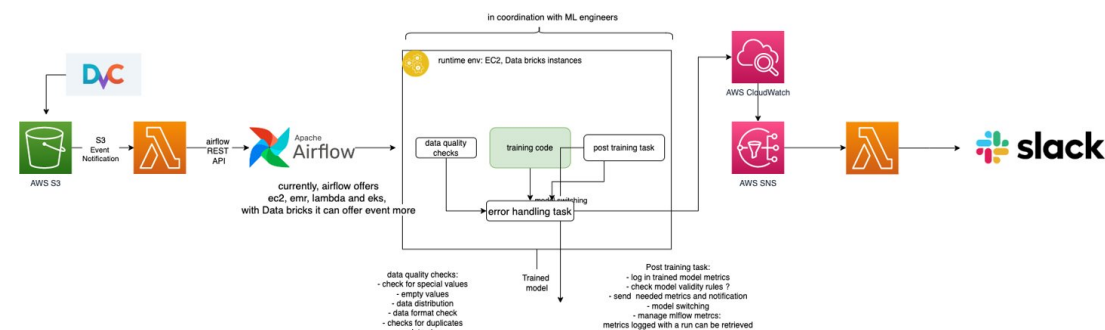 in coordination with ML engineers
runtime env: EC2, Data bricks instances
DVC
AWS CloudWatch
S3
Event
Notification
airflow
REST
API
Apache
Airflow
AWS S3
data quality
checks
training code
post training task
slack
AWS SNS
currently, airflow offers
ec2, emr, lambda and eks,
with Data bricks it can offer event more
switching
error handling task
Trained
model
data quality checks:
- check for special values
- empty values
- data distribution
- data format check
- checks for duplicates
Post training task:
- log in trained model metrics
- check model validity rules ?
- send needed metrics and notification
- model switching
- manage mlflow metrcs:
metrics logged with a run can be retrieved